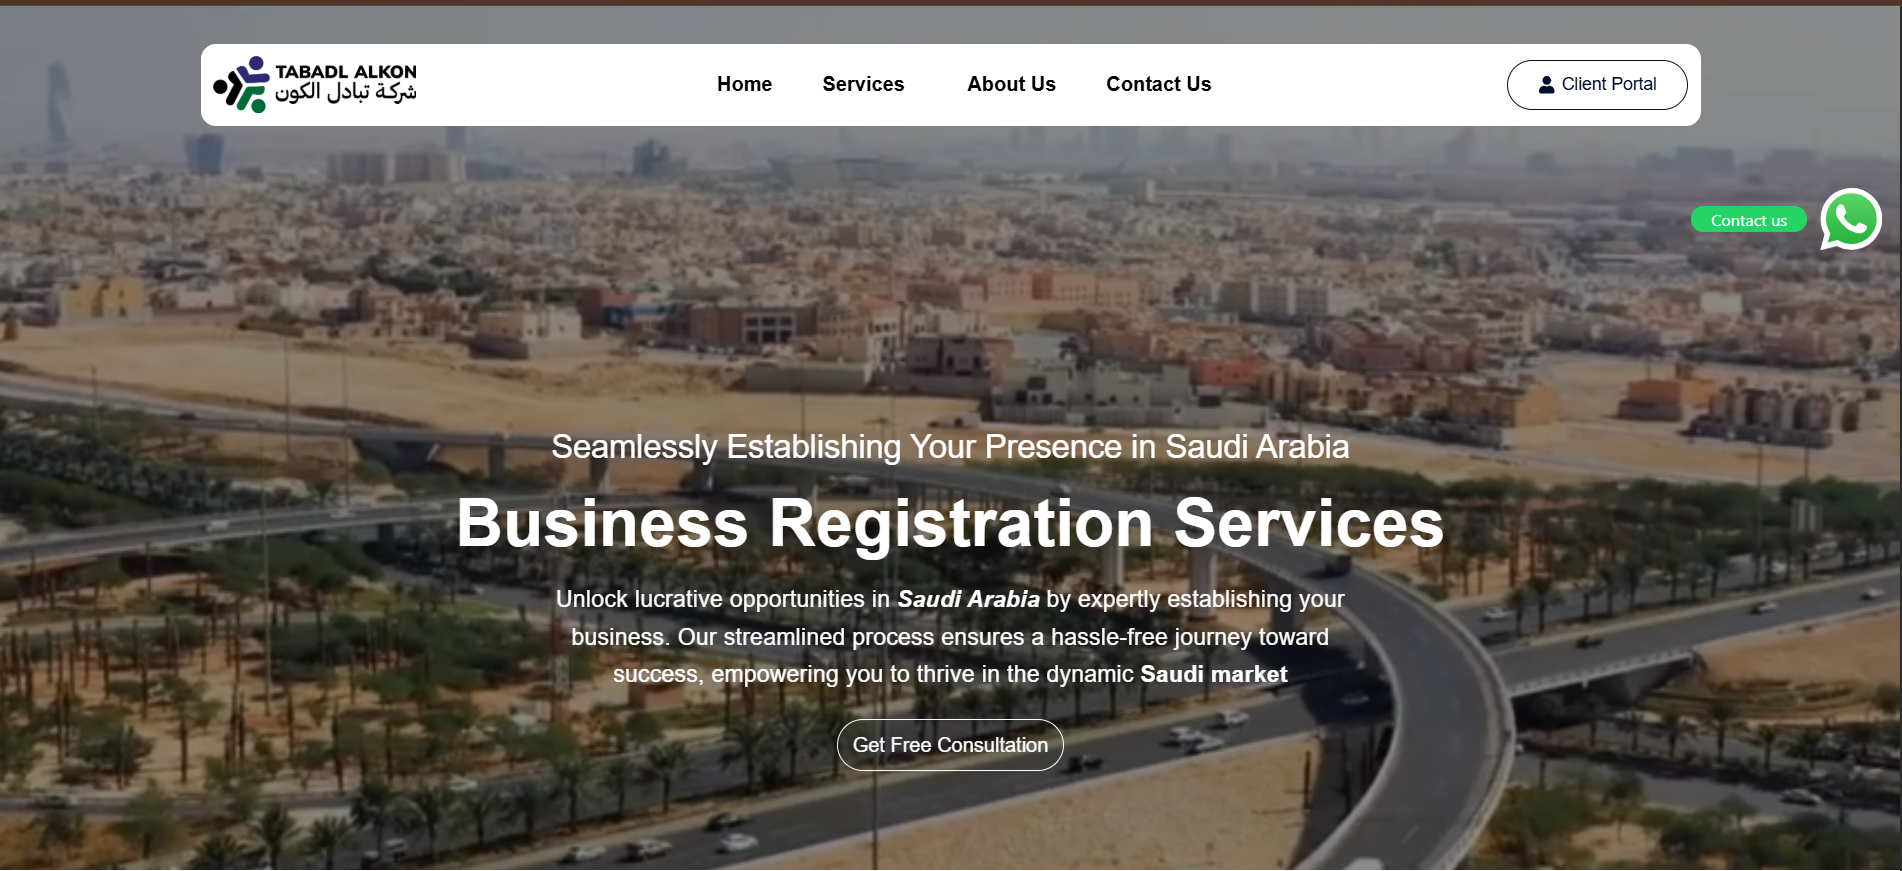 TABADL ALKON
شركة تبادل الكون
Home
Services
About Us
Contact Us
Client Portal
Contact us
Seamlessly Establishing Your Presence in Saudi Arabia
Business Registration Services
Unlock lucrative opportunities in Saudi Arabia by expertly establishing your
business. Our streamlined process ensures a hassle-free journey toward
success, empowering you to thrive in the dynamic Saudi market
Get Free Consultation